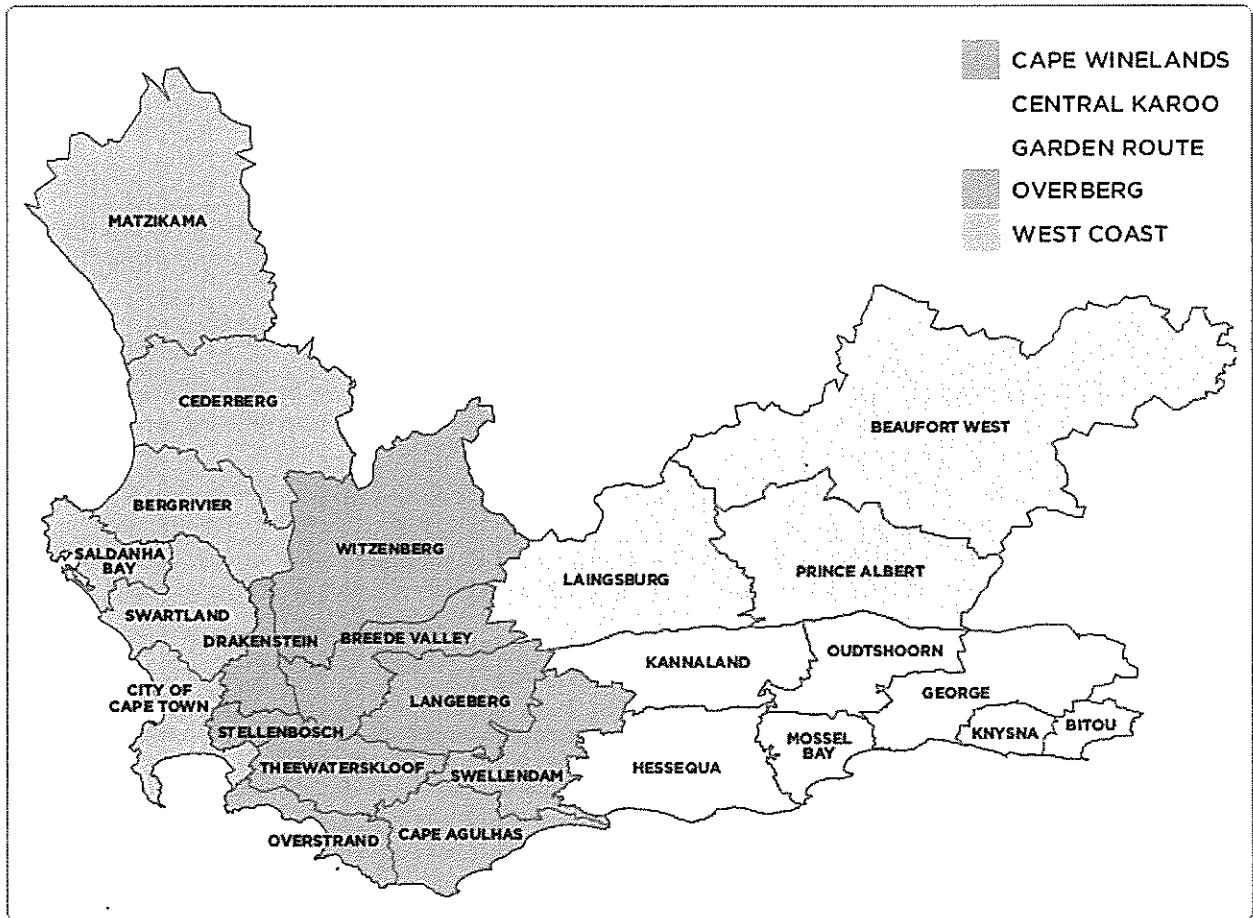 CAPE WINELANDS
CENTRAL KAROO
GARDEN ROUTE
OVERBERG
WEST COAST
MATZIKAMA
CEDERBERG
BEAUFORT WEST
BERGRIVIER
WITZENBERG
SALDANHA
BAY
LAINGSBURG
PRINCE ALBERT
SWARTLAND
DRAKENSTEIN
BREEDE VALLEY
KANNALAND
OUDTSHOORN
CITY OF
CAPE TOWN
LANGEBERG
GEORGE
STELLENBOSCH
MOSSEL
BAY
KNYSNA
BITOU
THEEWATERSKLOOF
SWELLENDAM
HESSEQUA
OVERSTRAND
CAPE AGULHAS